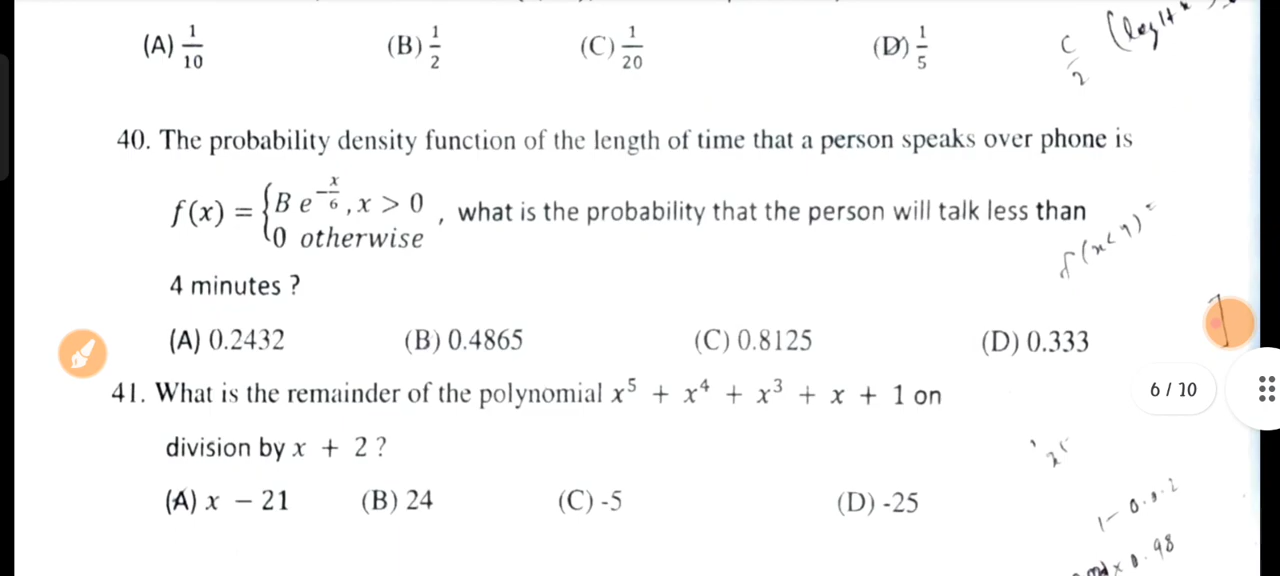 (A) 1/10 (B) 1/2 (C) 1/20 (D) 1/5
40. The probability density function of the length of time that a person speaks over phone is
f(x) = {B e^(-x/6), x > 0
0 otherwise , what is the probability that the person will talk less than
4 minutes ?
(A) 0.2432 (B) 0.4865 (C) 0.8125 (D) 0.333
41. What is the remainder of the polynomial x⁵ + x⁴ + x³ + x + 1 on
division by x + 2 ?
(A) x − 21 (B) 24 (C) -5 (D) -25
6 / 10